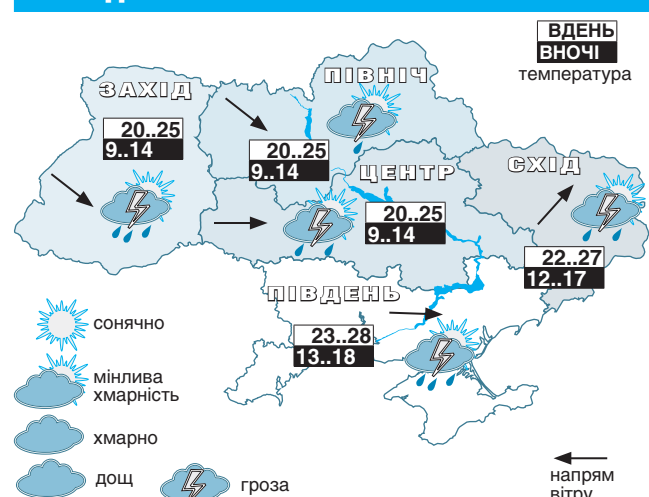 ВДЕНЬ
ВНОЧІ
температура
ПІВНІЧ
ЗАХІД
20..25
9..14
20..25
9..14
ЦЕНТР
СХІД
20..25
9..14
22..27
12..17
ПІВДЕНЬ
23..28
13..18
сонячно
мінлива
хмарність
хмарно
дощ
гроза
напрям
вітру